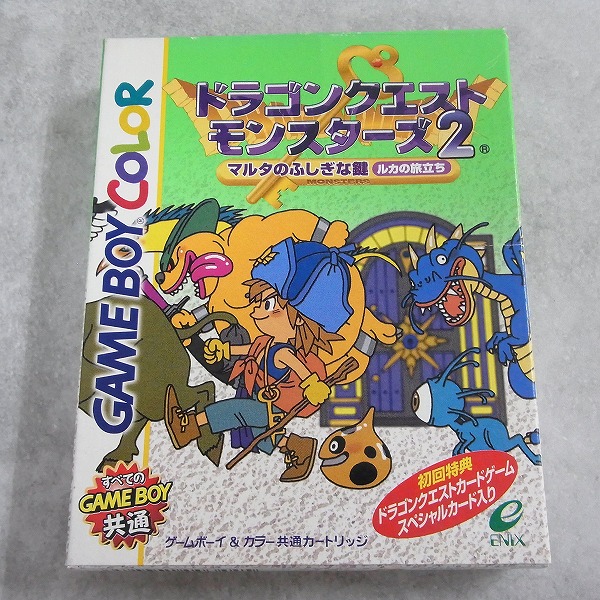 GAME BOY COLOR
ドラゴンクエスト
モンスターズ2®
マルタのふしぎな鍵 ルカの旅立ち
MONSTERS
初回特典
ドラゴンクエストカードゲーム
スペシャルカード入り
すべての
GAME BOY
共通
ゲームボーイ & カラー共通カートリッジ
e
ENIX